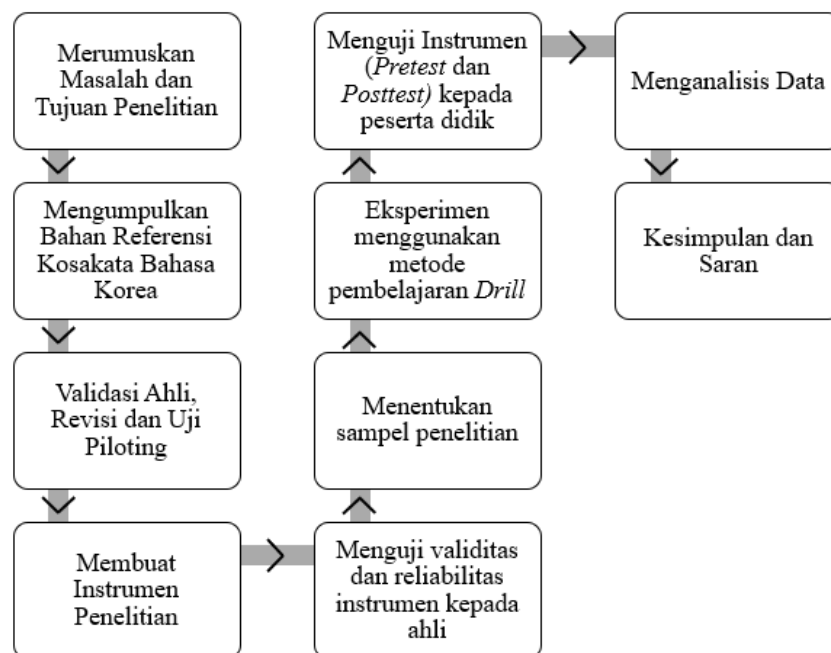 Merumuskan
Masalah dan
Tujuan Penelitian
Mengumpulkan
Bahan Referensi
Kosakata Bahasa
Korea
Validasi Ahli,
Revisi dan Uji
Piloting
Membuat
Instrumen
Penelitian
Menguji validitas
dan reliabilitas
instrumen kepada
ahli
Menentukan
sampel penelitian
Eksperimen
menggunakan
metode
pembelajaran Drill
Menguji Instrumen
(Pretest dan
Posttest) kepada
peserta didik
Menganalisis Data
Kesimpulan dan
Saran